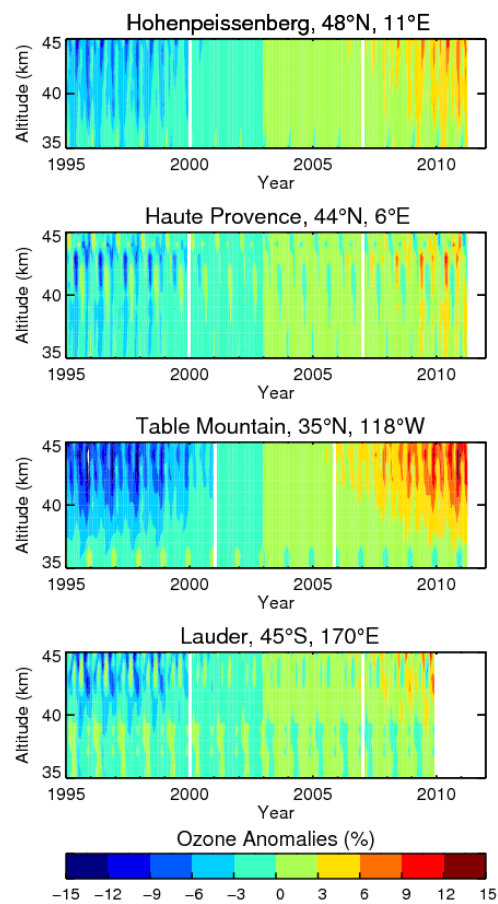 Hohenpeissenberg, 48°N, 11°E
45
40
35
Altitude (km)
1995 2000 2005 2010
Year
Haute Provence, 44°N, 6°E
45
40
35
Altitude (km)
1995 2000 2005 2010
Year
Table Mountain, 35°N, 118°W
45
40
35
Altitude (km)
1995 2000 2005 2010
Year
Lauder, 45°S, 170°E
45
40
35
Altitude (km)
1995 2000 2005 2010
Year
Ozone Anomalies (%)
−15 −12 −9 −6 −3 0 3 6 9 12 15